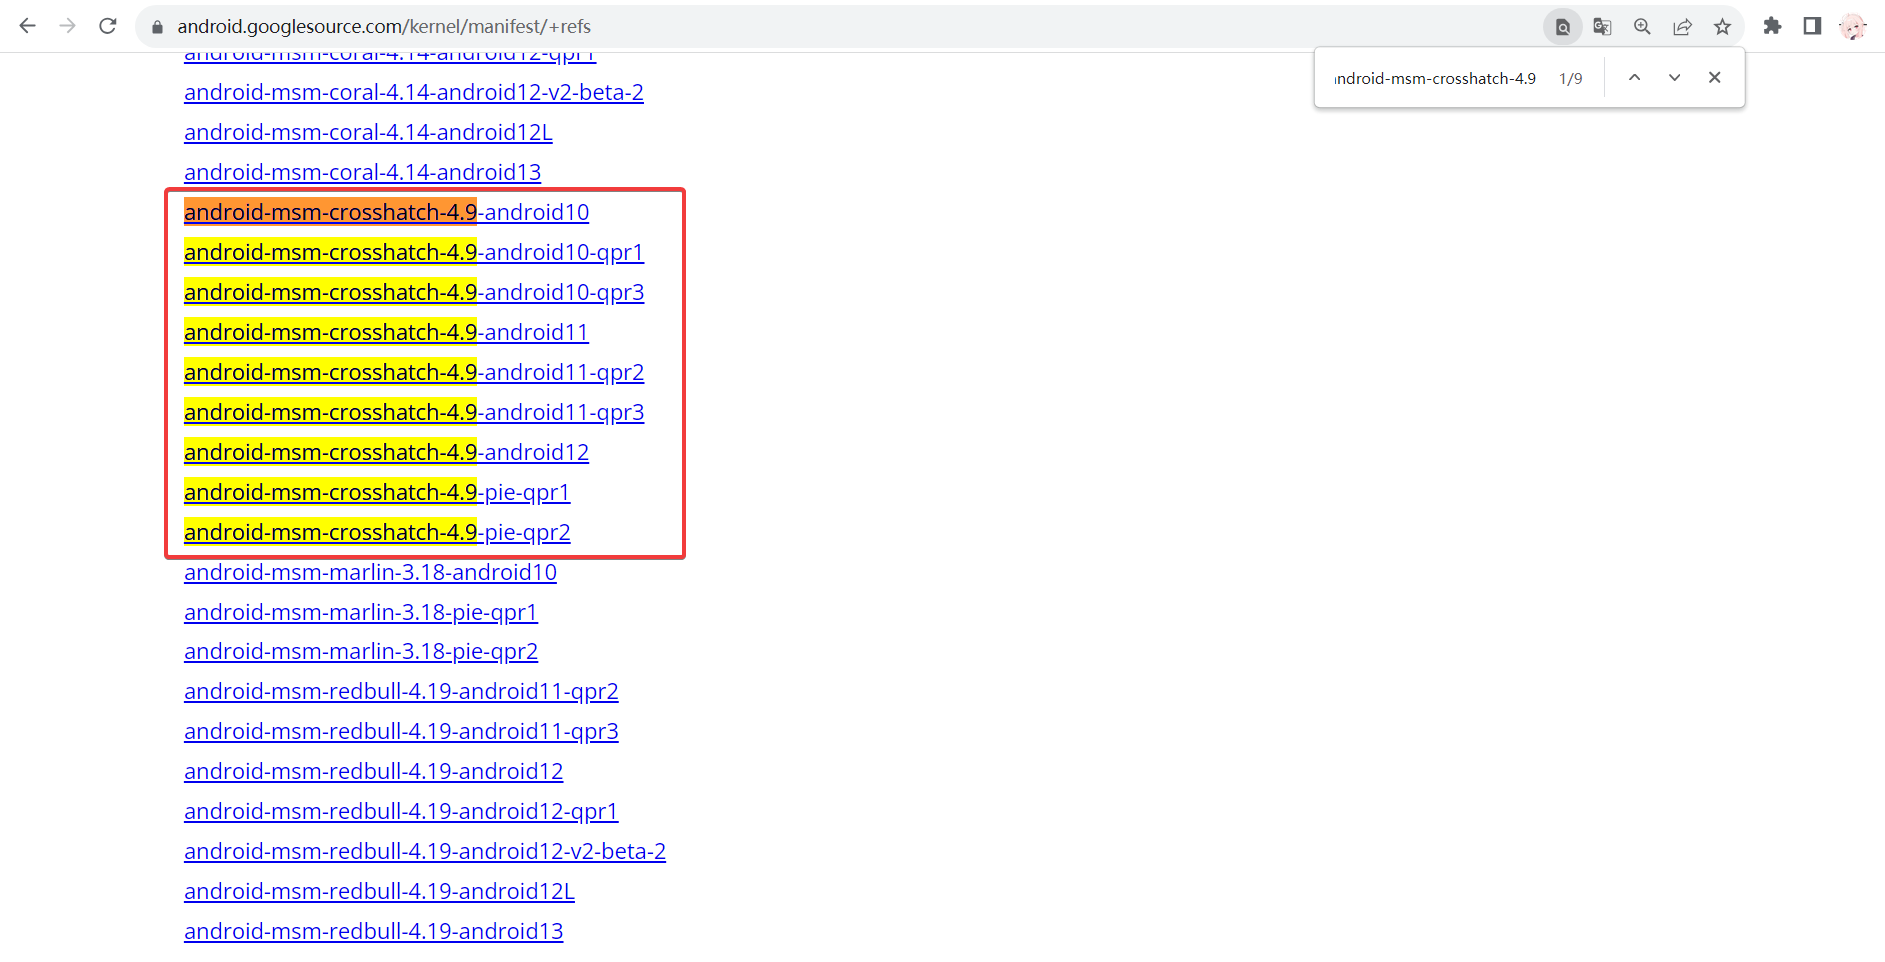 android.googlesource.com/kernel/manifest/+refs
ndroid-msm-crosshatch-4.9 1/9
android-msm-coral-4.14-android12-qpr1
android-msm-coral-4.14-android12-v2-beta-2
android-msm-coral-4.14-android12L
android-msm-coral-4.14-android13
android-msm-crosshatch-4.9-android10
android-msm-crosshatch-4.9-android10-qpr1
android-msm-crosshatch-4.9-android10-qpr3
android-msm-crosshatch-4.9-android11
android-msm-crosshatch-4.9-android11-qpr2
android-msm-crosshatch-4.9-android11-qpr3
android-msm-crosshatch-4.9-android12
android-msm-crosshatch-4.9-pie-qpr1
android-msm-crosshatch-4.9-pie-qpr2
android-msm-marlin-3.18-android10
android-msm-marlin-3.18-pie-qpr1
android-msm-marlin-3.18-pie-qpr2
android-msm-redbull-4.19-android11-qpr2
android-msm-redbull-4.19-android11-qpr3
android-msm-redbull-4.19-android12
android-msm-redbull-4.19-android12-qpr1
android-msm-redbull-4.19-android12-v2-beta-2
android-msm-redbull-4.19-android12L
android-msm-redbull-4.19-android13